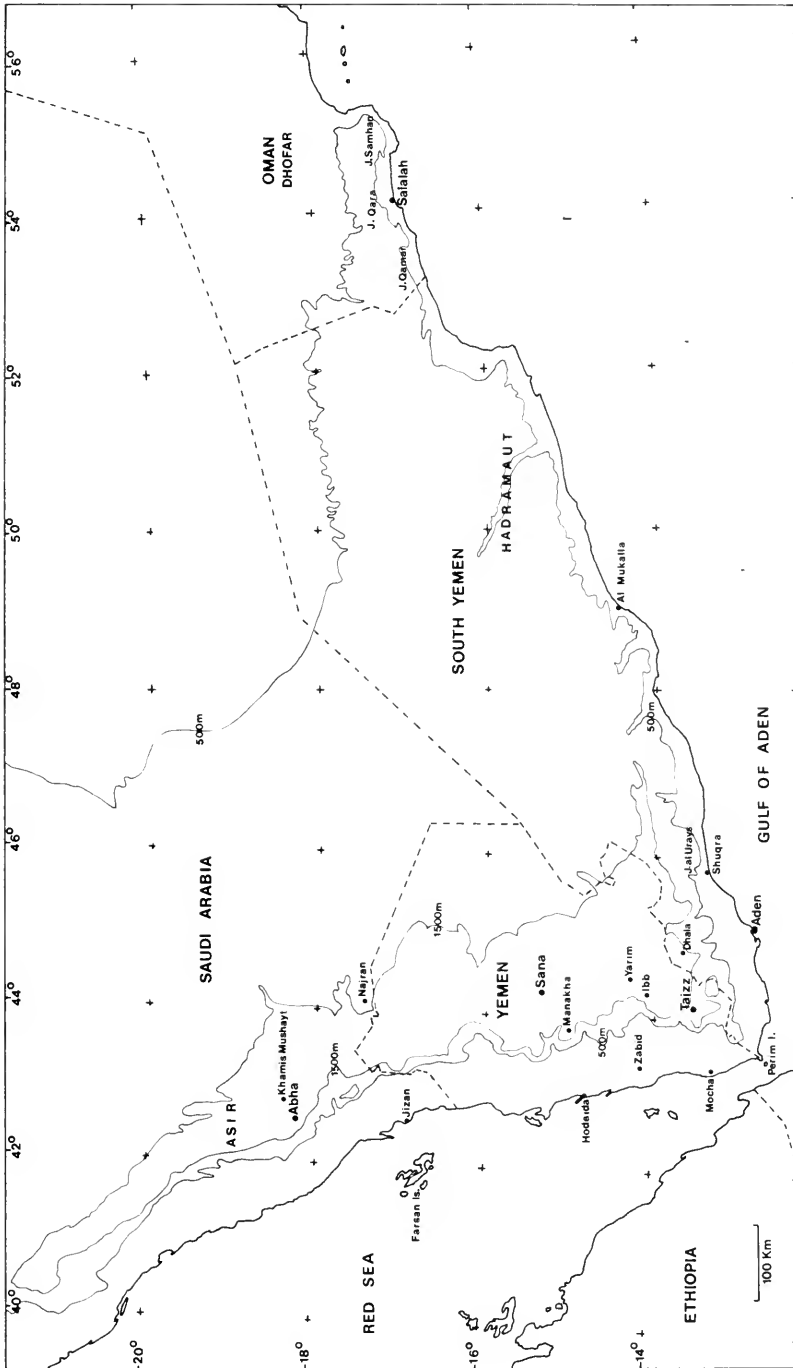 40°
42°
44°
46°
48°
50°
52°
54°
56°
20°
18°
16°
14°
SAUDI ARABIA
OMAN
DHOFAR
J.Samhan
J. Qara
Salalah
J.Qamar
500m
ASIR
Khamis Mushayt
Abha
Najran
1500m
1500m
SOUTH YEMEN
HADRAMAUT
Jizan
Farsan Is.
RED SEA
YEMEN
Sana
Manakha
Hodeida
500m
Yarim
Ibb
Zabid
Taizz
Dhala
Mocha
Al Mukalla
500m
J.al Urays
Shuqra
Aden
Perim I.
GULF OF ADEN
ETHIOPIA
100 Km